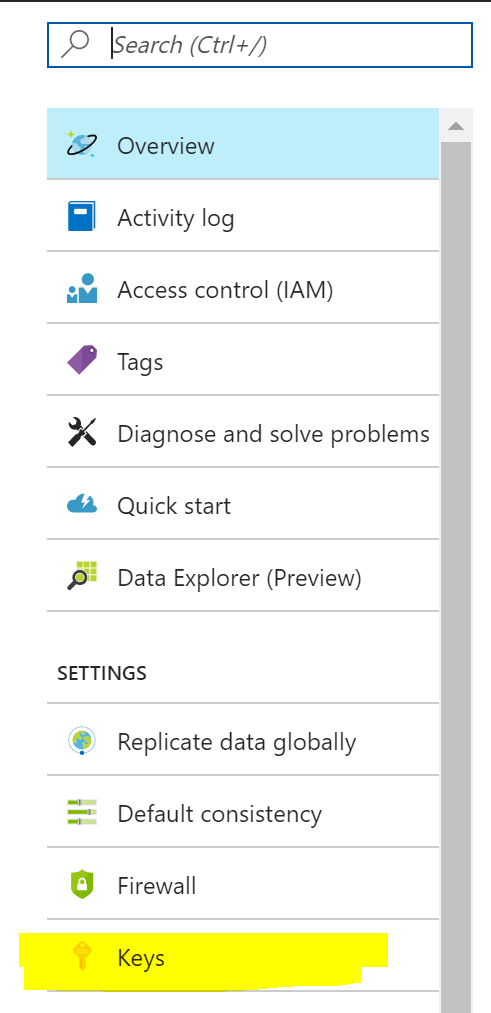 Search (Ctrl+/)
Overview
Activity log
Access control (IAM)
Tags
Diagnose and solve problems
Quick start
Data Explorer (Preview)
SETTINGS
Replicate data globally
Default consistency
Firewall
Keys